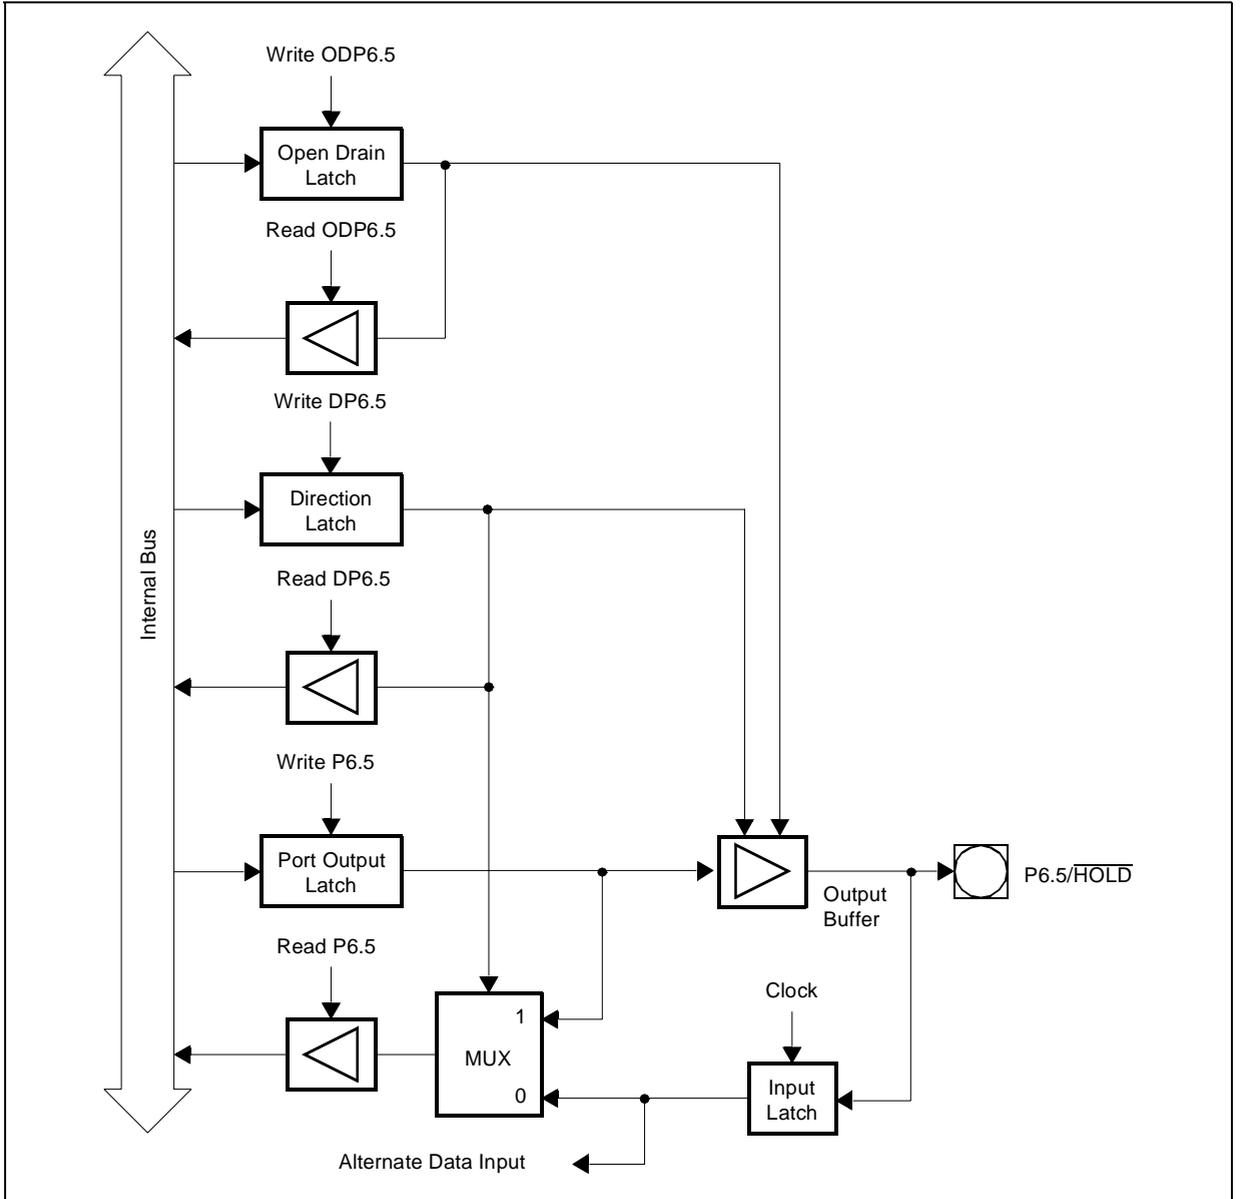 Write ODP6.5
Open Drain
Latch
Read ODP6.5
Write DP6.5
Direction
Latch
Internal Bus
Read DP6.5
Write P6.5
Port Output
Latch
P6.5/HOLD
Output
Buffer
Read P6.5
Clock
1
MUX
0
Input
Latch
Alternate Data Input